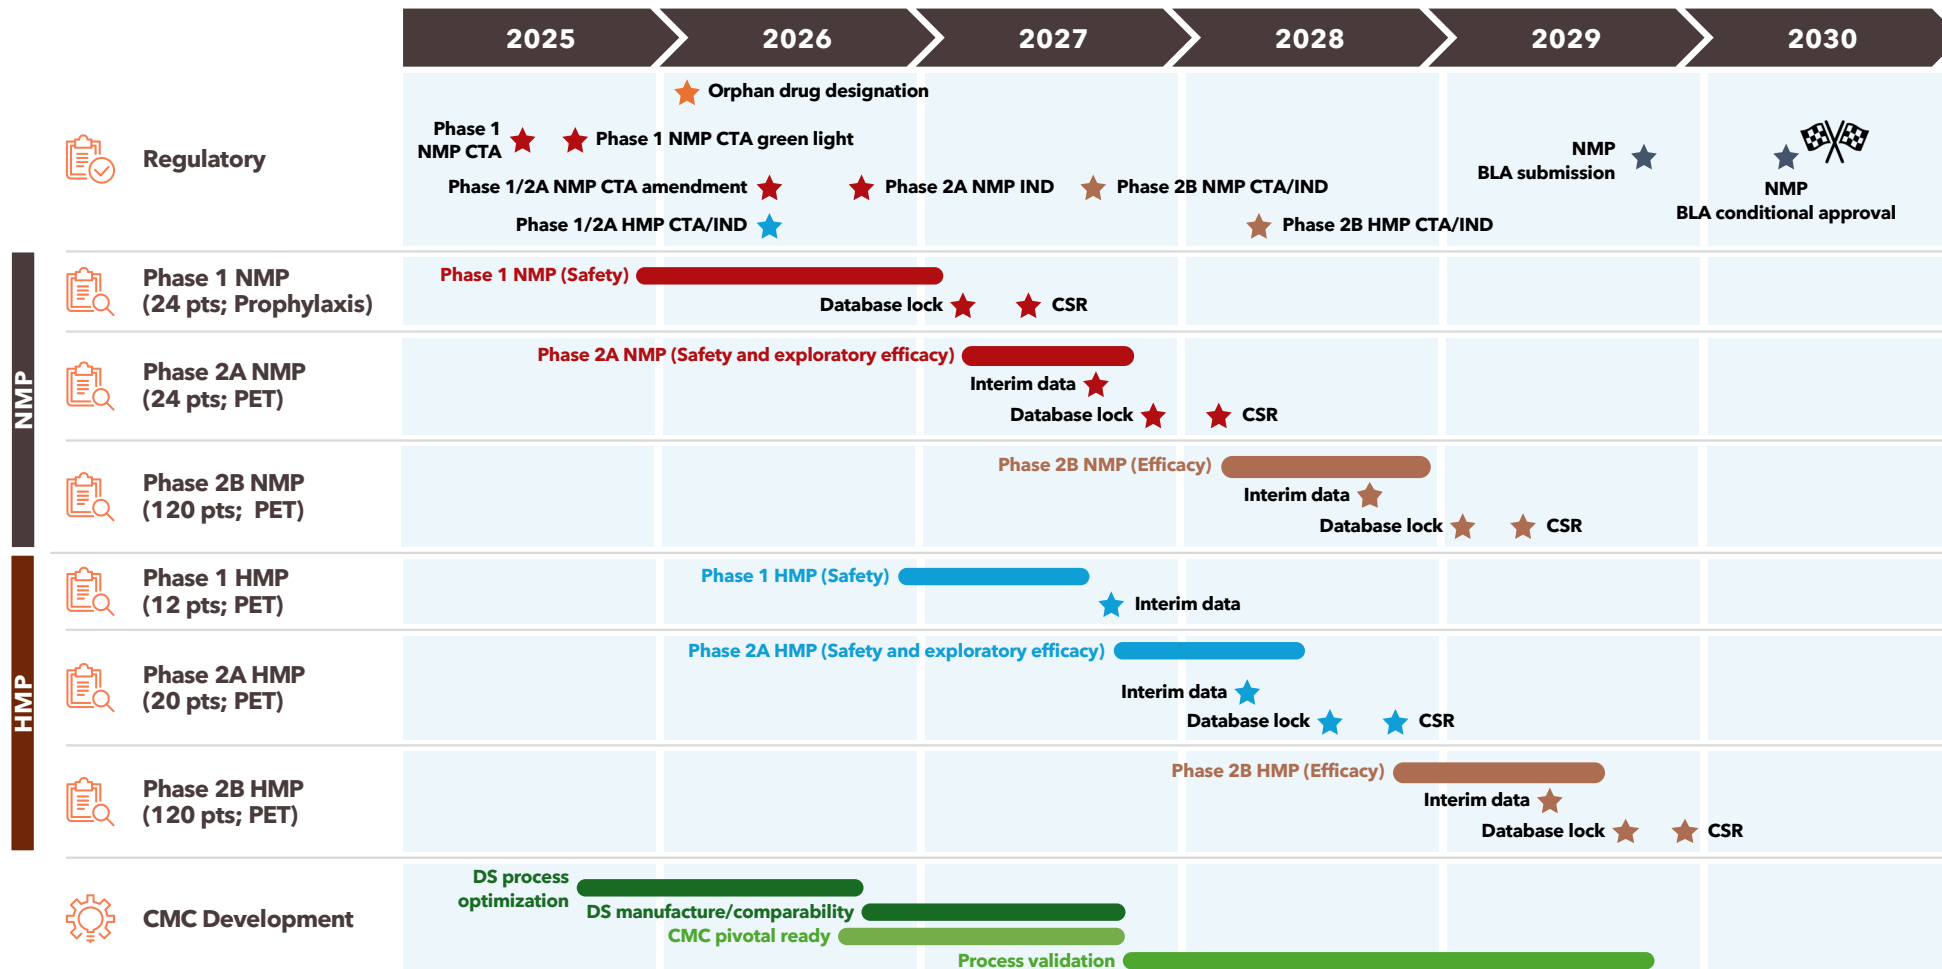 2025 2026 2027 2028 2029 2030
Orphan drug designation
Phase 1
NMP CTA
Phase 1 NMP CTA green light
Regulatory
NMP
BLA submission
Phase 1/2A NMP CTA amendment
Phase 2A NMP IND
Phase 2B NMP CTA/IND
NMP
BLA conditional approval
Phase 1/2A HMP CTA/IND
Phase 2B HMP CTA/IND
NMP
Phase 1 NMP
(24 pts; Prophylaxis)
Phase 1 NMP (Safety)
Database lock
CSR
Phase 2A NMP
(24 pts; PET)
Phase 2A NMP (Safety and exploratory efficacy)
Interim data
Database lock
CSR
Phase 2B NMP
(120 pts; PET)
Phase 2B NMP (Efficacy)
Interim data
Database lock
CSR
HMP
Phase 1 HMP
(12 pts; PET)
Phase 1 HMP (Safety)
Interim data
Phase 2A HMP
(20 pts; PET)
Phase 2A HMP (Safety and exploratory efficacy)
Interim data
Database lock
CSR
Phase 2B HMP
(120 pts; PET)
Phase 2B HMP (Efficacy)
Interim data
Database lock
CSR
CMC Development
DS process
optimization
DS manufacture/comparability
CMC pivotal ready
Process validation